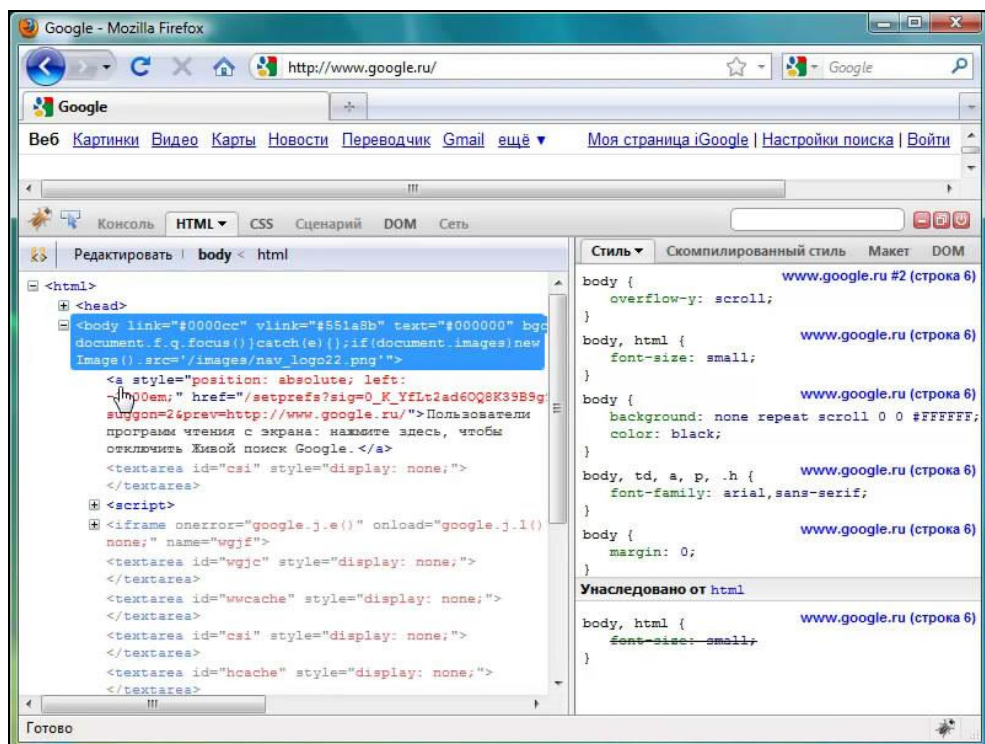 Google - Mozilla Firefox
http://www.google.ru/
Google
Google
Веб Картинки Видео Карты Новости Переводчик Gmail ещё ▼ Моя страница iGoogle | Настройки поиска | Войти
Консоль HTML CSS Сценарий DOM Сеть
Редактировать body < html
Стиль Скомпилированный стиль Макет DOM
<html>
<head>
<body link="#0000cc" vlink="#551a8b" text="#000000" bgc
document.f.q.focus()}catch(e){};if(document.images)new
Image().src='/images/nav_logo22.png'">
<a style="position: absolute; left:
href="/setprefs?sig=0_K_YfLt2ad6OQ8K39B9g
suggon=2&prev=http://www.google.ru/">Пользователи
программ чтения с экрана: нажмите здесь, чтобы
отключить Живой поиск Google.</a>
<textarea id="csi" style="display: none;">
</textarea>
<script>
<iframe onerror="google.j.e()" onload="google.j.l()
none;" name="wgjf">
<textarea id="wgjc" style="display: none;">
</textarea>
<textarea id="wwcache" style="display: none;">
</textarea>
<textarea id="csi" style="display: none;">
</textarea>
<textarea id="hcache" style="display: none;">
</textarea>
body { www.google.ru #2 (строка 6)
overflow-y: scroll;
}
body, html { www.google.ru (строка 6)
font-size: small;
}
body { www.google.ru (строка 6)
background: none repeat scroll 0 0 #FFFFFF;
color: black;
}
body, td, a, p, .h { www.google.ru (строка 6)
font-family: arial,sans-serif;
}
body { www.google.ru (строка 6)
margin: 0;
}
Унаследовано от html
body, html { www.google.ru (строка 6)
font-size: small;
}
Готово